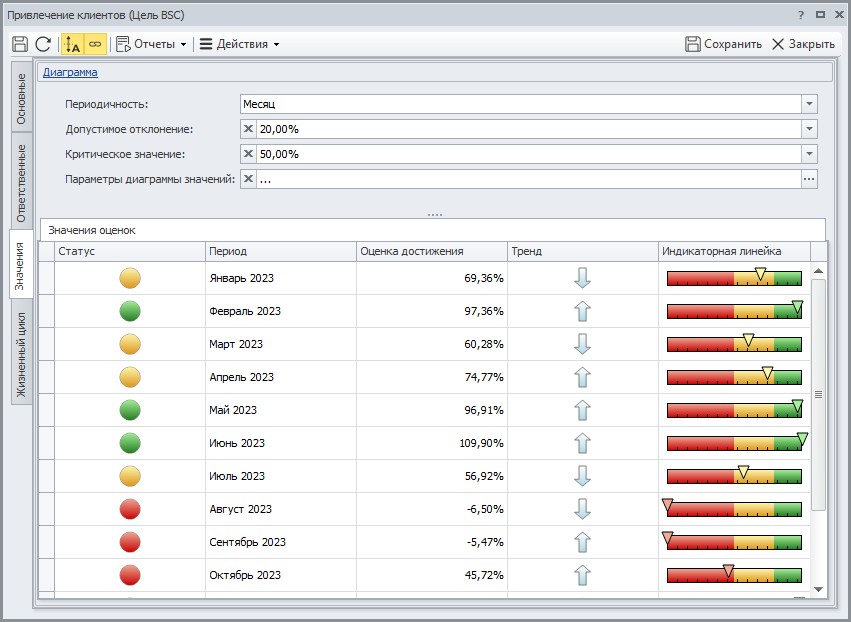 Привлечение клиентов (Цель BSC)
Отчеты Действия Сохранить Закрыть
Основные
Ответственные
Значения
Жизненный цикл
Диаграмма
Периодичность: Месяц
Допустимое отклонение: 20,00%
Критическое значение: 50,00%
Параметры диаграммы значений: ...
Значения оценок
Статус Период Оценка достижения Тренд Индикаторная линейка
Январь 2023 69,36%
Февраль 2023 97,36%
Март 2023 60,28%
Апрель 2023 74,77%
Май 2023 96,91%
Июнь 2023 109,90%
Июль 2023 56,92%
Август 2023 -6,50%
Сентябрь 2023 -5,47%
Октябрь 2023 45,72%